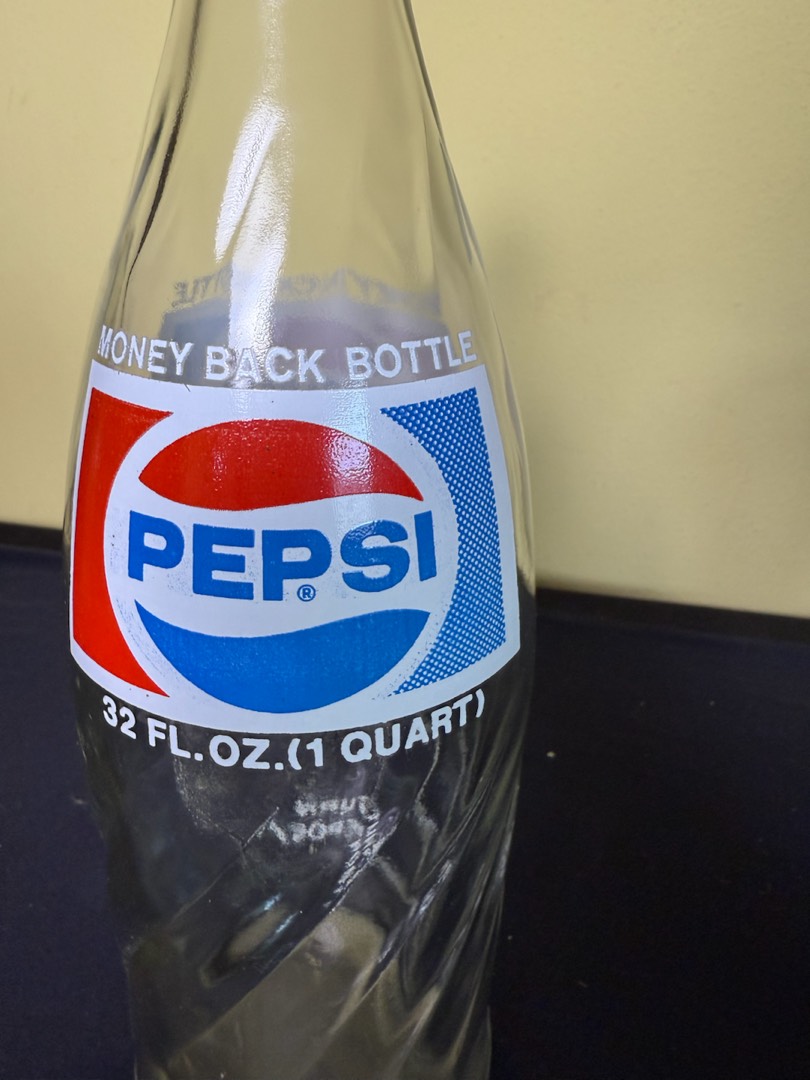 MONEY BACK BOTTLE
PEPSI®
32 FL.OZ.(1 QUART)